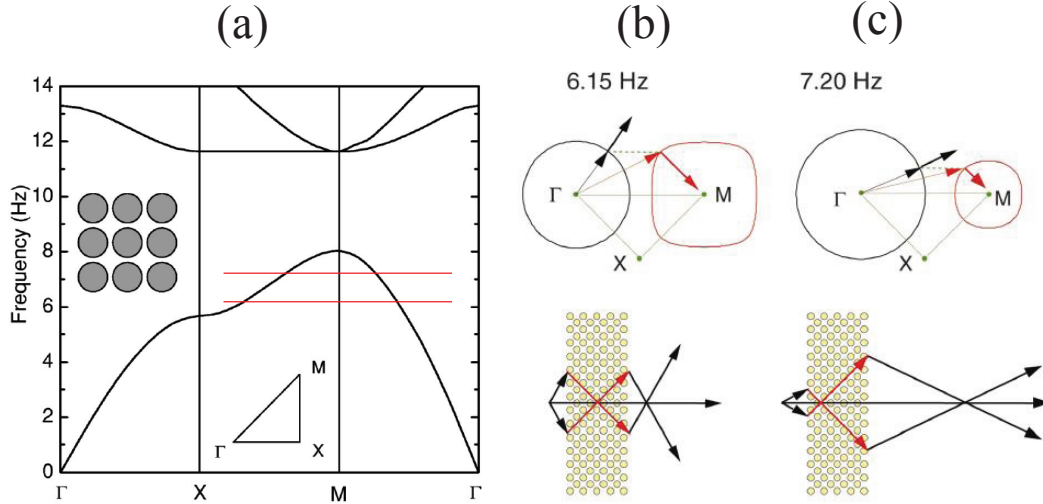 (a)
(b)
(c)
14
12
10
8
6
4
2
0
Frequency (Hz)
Γ
X
M
Γ
M
Γ
X
6.15 Hz
Γ
M
X
7.20 Hz
Γ
M
X